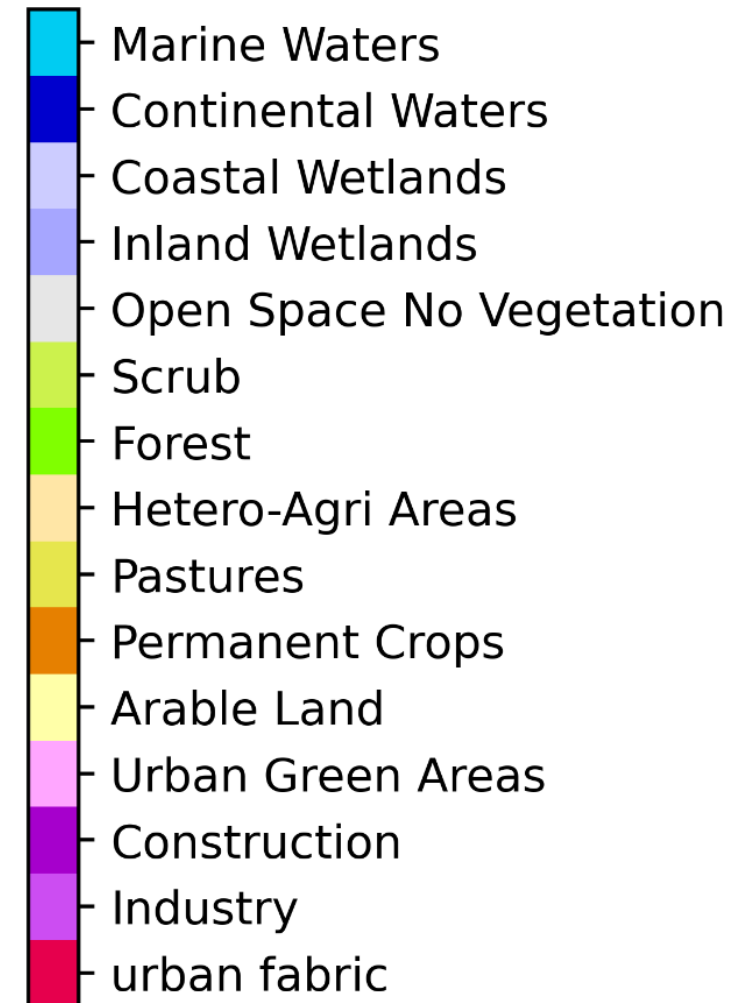 Marine Waters
Continental Waters
Coastal Wetlands
Inland Wetlands
Open Space No Vegetation
Scrub
Forest
Hetero-Agri Areas
Pastures
Permanent Crops
Arable Land
Urban Green Areas
Construction
Industry
urban fabric